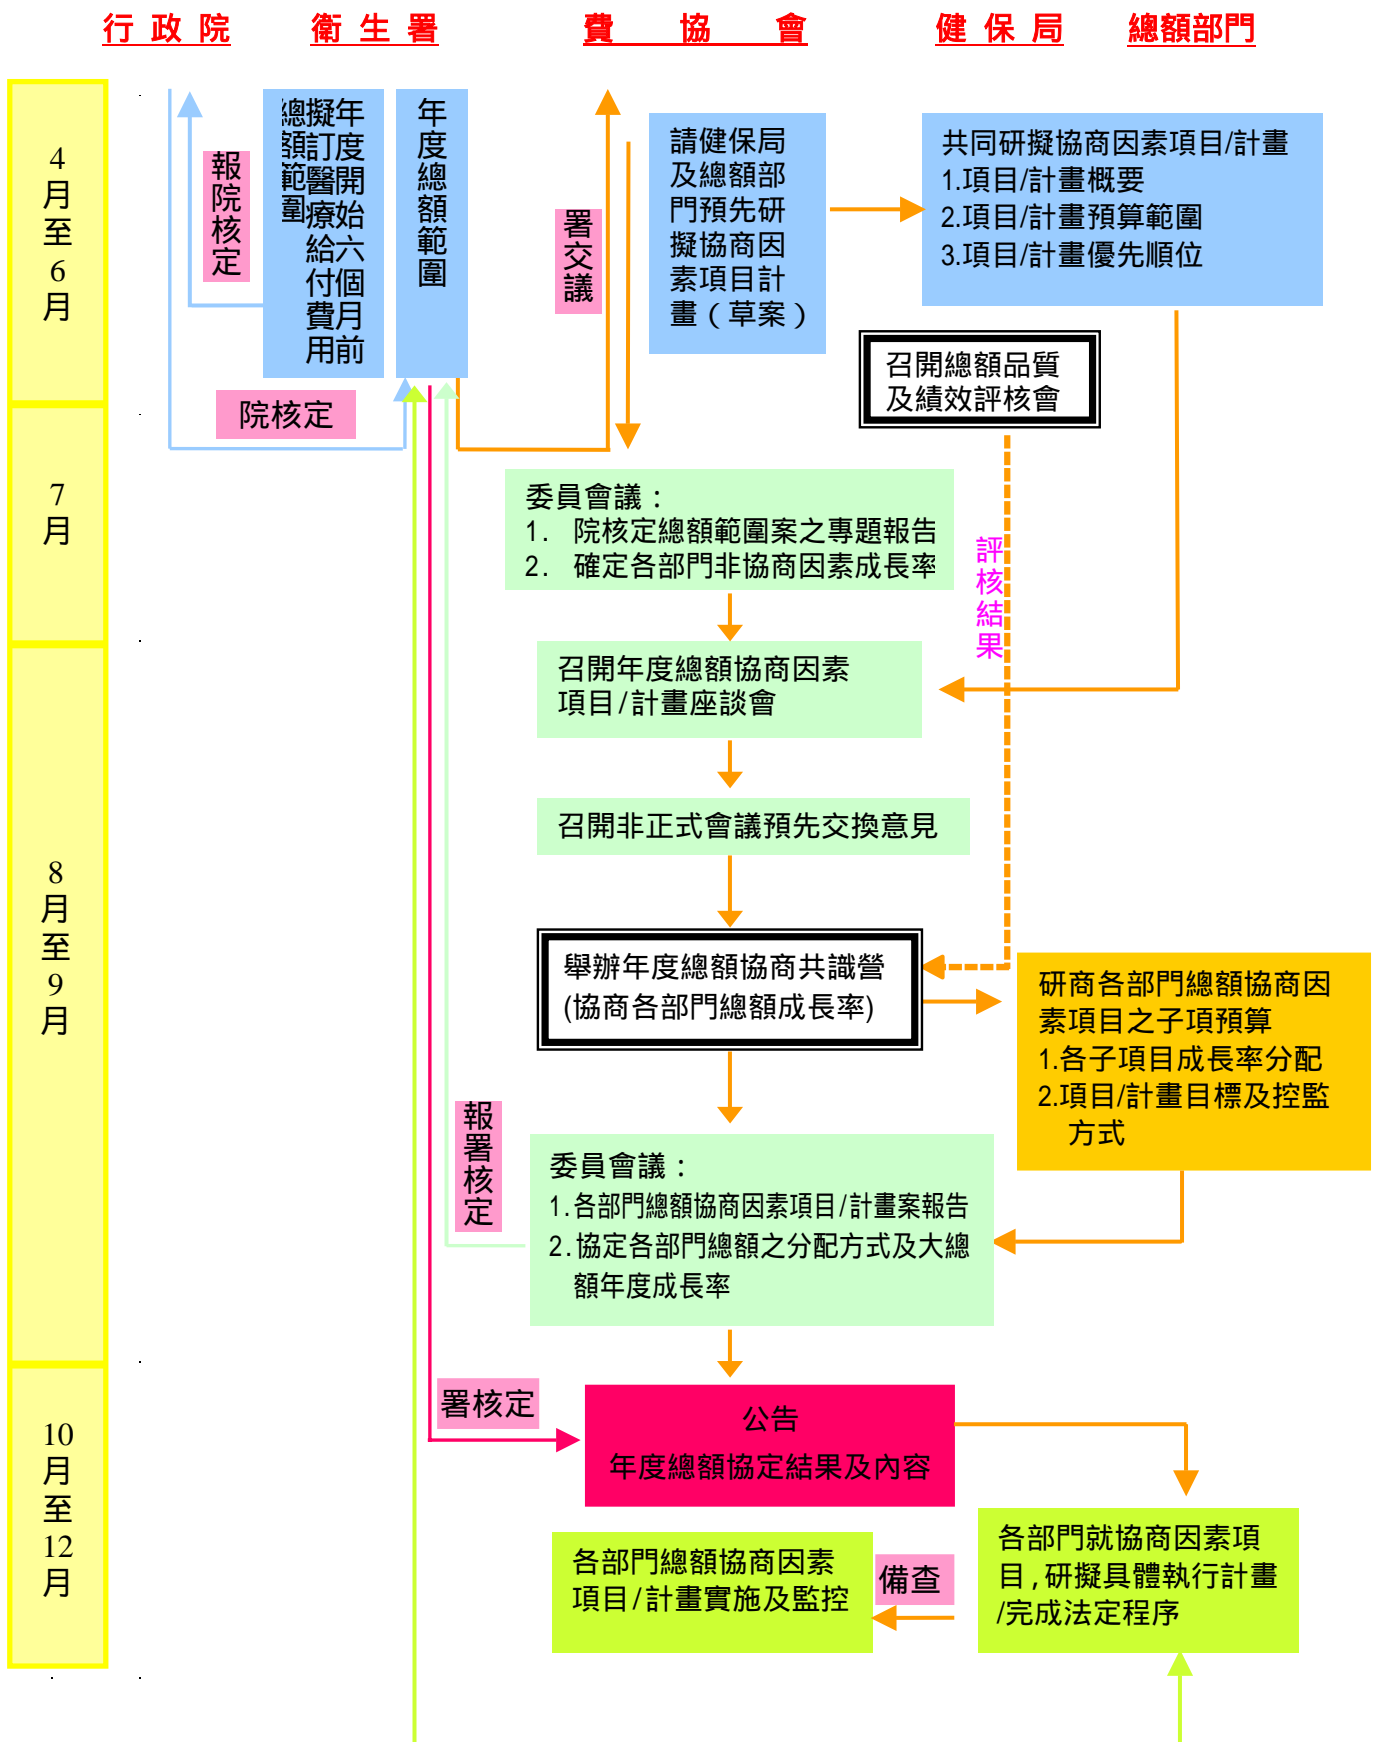 行政院 衛生署 費協會 健保局 總額部門
4月至6月
報院核定
年度開始六個月前
擬訂醫療給付費用
總額範圍
年度總額範圍
署交議
請健保局
及總額部
門預先研
擬協商因
素項目計
畫(草案)
共同研擬協商因素項目/計畫
1.項目/計畫概要
2.項目/計畫預算範圍
3.項目/計畫優先順位
召開總額品質
及績效評核會
院核定
7月
委員會議：
1. 院核定總額範圍案之專題報告
2. 確定各部門非協商因素成長率
評核結果
8月至9月
召開年度總額協商因素
項目/計畫座談會
召開非正式會議預先交換意見
舉辦年度總額協商共識營
(協商各部門總額成長率)
研商各部門總額協商因
素項目之子項預算
1.各子項目成長率分配
2.項目/計畫目標及控監
方式
報署核定
委員會議：
1.各部門總額協商因素項目/計畫案報告
2.協定各部門總額之分配方式及大總
額年度成長率
10月至12月
署核定
公告
年度總額協定結果及內容
各部門總額協商因素
項目/計畫實施及監控
備查
各部門就協商因素項
目,研擬具體執行計畫
/完成法定程序